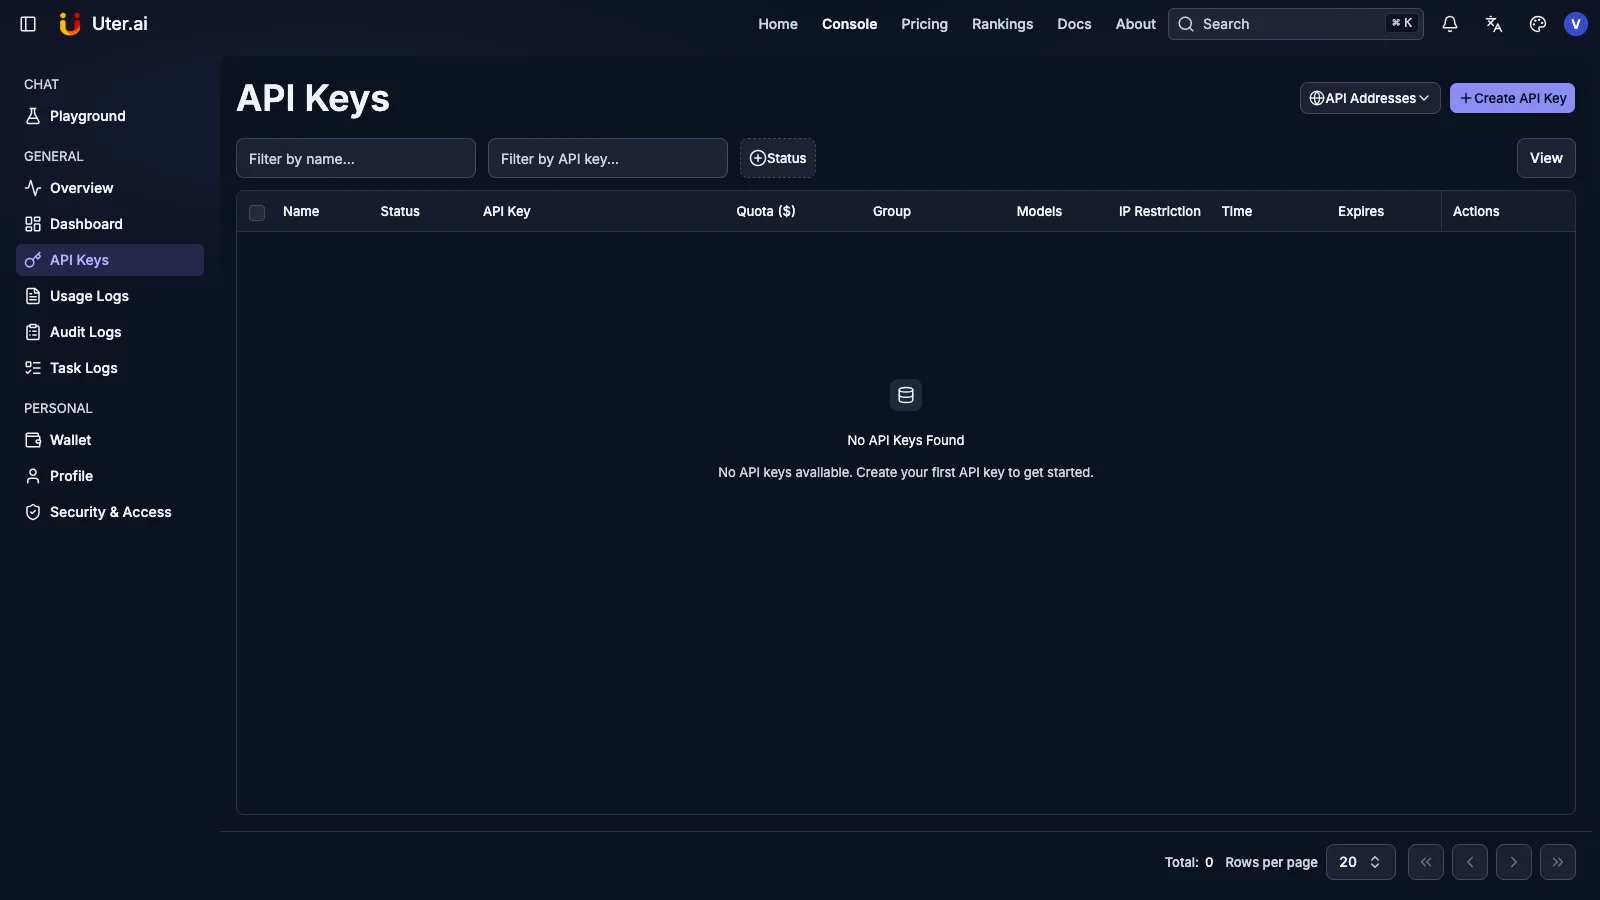 Uter.ai
Home Console Pricing Rankings Docs About Search ⌘ K V
CHAT
Playground
GENERAL
Overview
Dashboard
API Keys
Usage Logs
Audit Logs
Task Logs
PERSONAL
Wallet
Profile
Security & Access
API Keys
API Addresses
Create API Key
Filter by name...
Filter by API key...
Status
View
Name Status API Key Quota ($) Group Models IP Restriction Time Expires Actions
No API Keys Found
No API keys available. Create your first API key to get started.
Total: 0 Rows per page 20